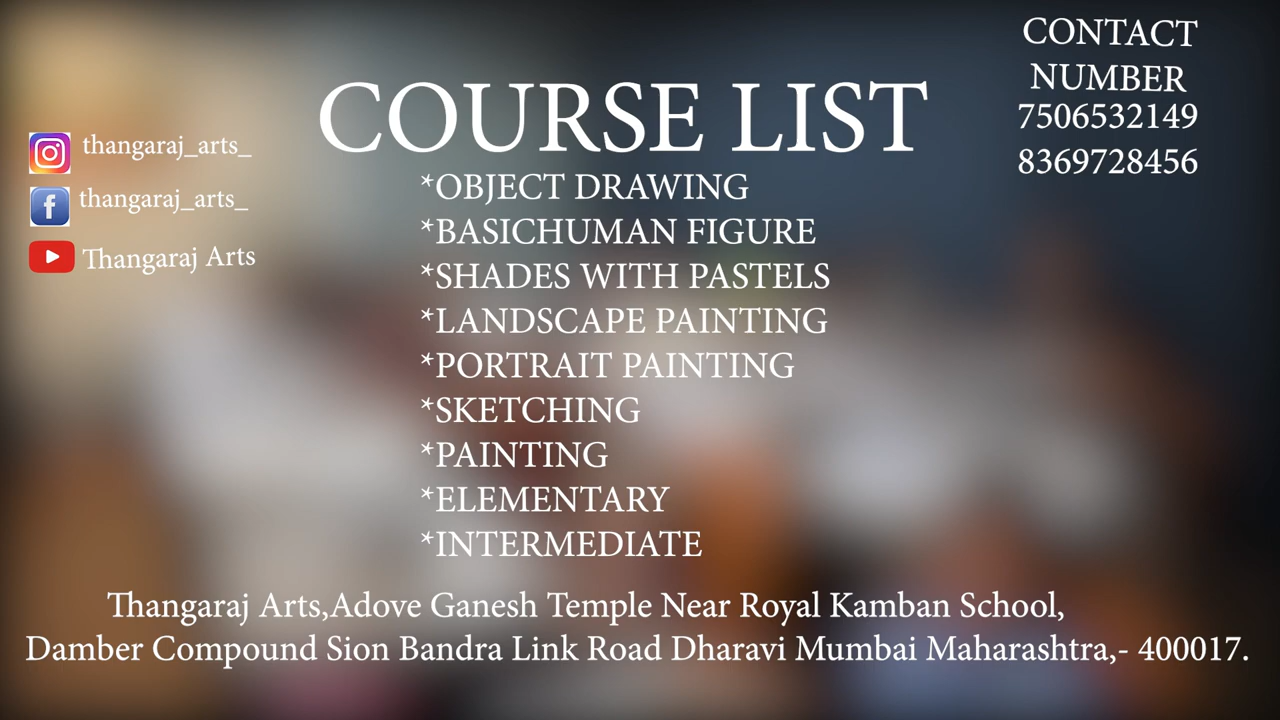 CONTACT
NUMBER
7506532149
8369728456
COURSE LIST
thangaraj_arts_
thangaraj_arts_
Thangaraj Arts
*OBJECT DRAWING
*BASICHUMAN FIGURE
*SHADES WITH PASTELS
*LANDSCAPE PAINTING
*PORTRAIT PAINTING
*SKETCHING
*PAINTING
*ELEMENTARY
*INTERMEDIATE
Thangaraj Arts,Adove Ganesh Temple Near Royal Kamban School,
Damber Compound Sion Bandra Link Road Dharavi Mumbai Maharashtra,- 400017.